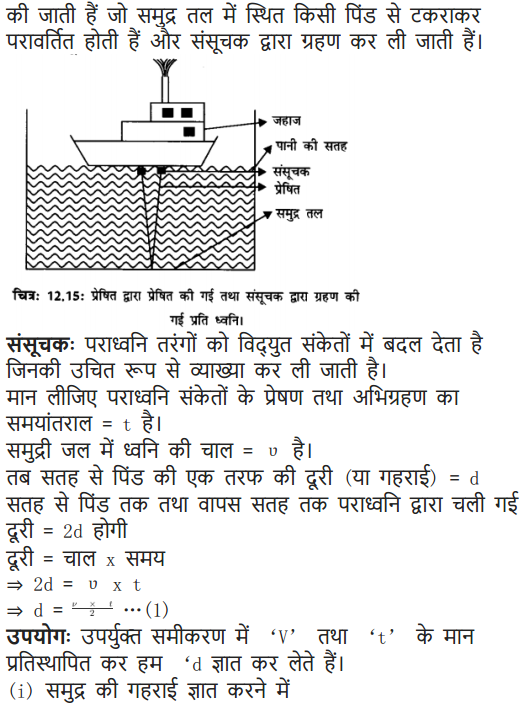 की जाती हैं जो समुद्र तल में स्थित किसी पिंड से टकराकर
परावर्तित होती हैं और संसूचक द्वारा ग्रहण कर ली जाती हैं।
जहाज
पानी की सतह
संसूचक
प्रेषित
समुद्र तल
चित्र: 12.15: प्रेषित द्वारा प्रेषित की गई तथा संसूचक द्वारा ग्रहण की
गई प्रति ध्वनि।
संसूचकः पराध्वनि तरंगों को विद्युत संकेतों में बदल देता है
जिनकी उचित रूप से व्याख्या कर ली जाती है।
मान लीजिए पराध्वनि संकेतों के प्रेषण तथा अभिग्रहण का
समयांतराल = t है।
समुद्री जल में ध्वनि की चाल = υ है।
तब सतह से पिंड की एक तरफ की दूरी (या गहराई) = d
सतह से पिंड तक तथा वापस सतह तक पराध्वनि द्वारा चली गई
दूरी = 2d होगी
दूरी = चाल x समय
⇒ 2d = υ x t
⇒ d = (v x t)/2 …(1)
उपयोगः उपर्युक्त समीकरण में ‘V’ तथा ‘t’ के मान
प्रतिस्थापित कर हम ‘d ज्ञात कर लेते हैं।
(i) समुद्र की गहराई ज्ञात करने में